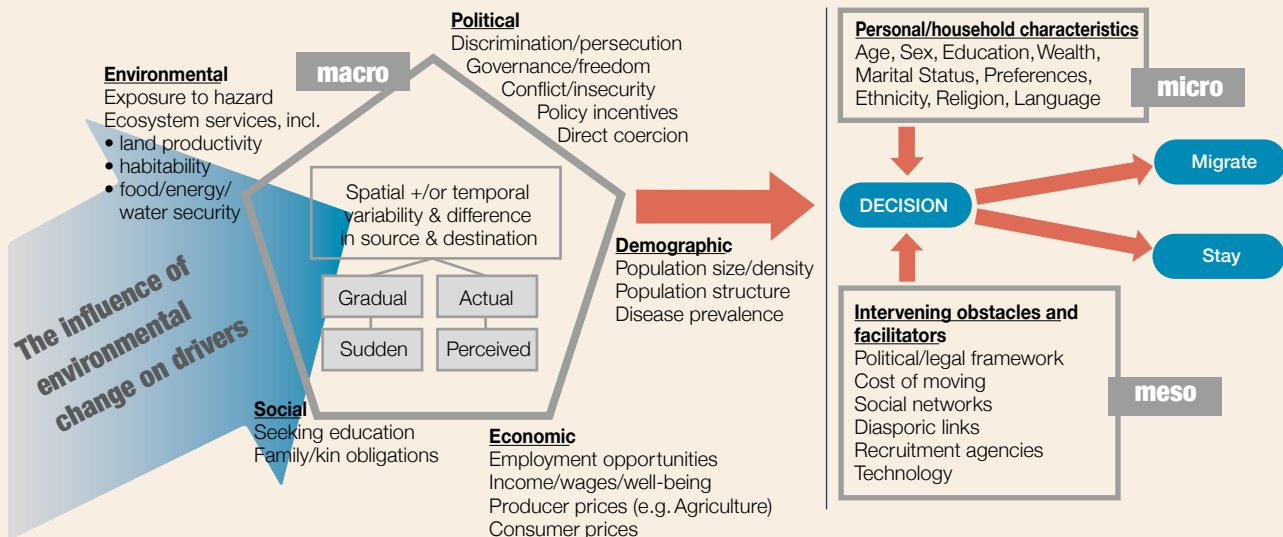 Political
Discrimination/persecution
Governance/freedom
Conflict/insecurity
Policy incentives
Direct coercion
macro
Environmental
Exposure to hazard
Ecosystem services, incl.
• land productivity
• habitability
• food/energy/
water security
The influence of
environmental
change on drivers
Spatial +/or temporal
variability & difference
in source & destination
Gradual
Actual
Sudden
Perceived
Demographic
Population size/density
Population structure
Disease prevalence
Social
Seeking education
Family/kin obligations
Economic
Employment opportunities
Income/wages/well-being
Producer prices (e.g. Agriculture)
Consumer prices
Personal/household characteristics
Age, Sex, Education, Wealth,
Marital Status, Preferences,
Ethnicity, Religion, Language
micro
DECISION
Migrate
Stay
Intervening obstacles and
facilitators
Political/legal framework
Cost of moving
Social networks
Diasporic links
Recruitment agencies
Technology
meso